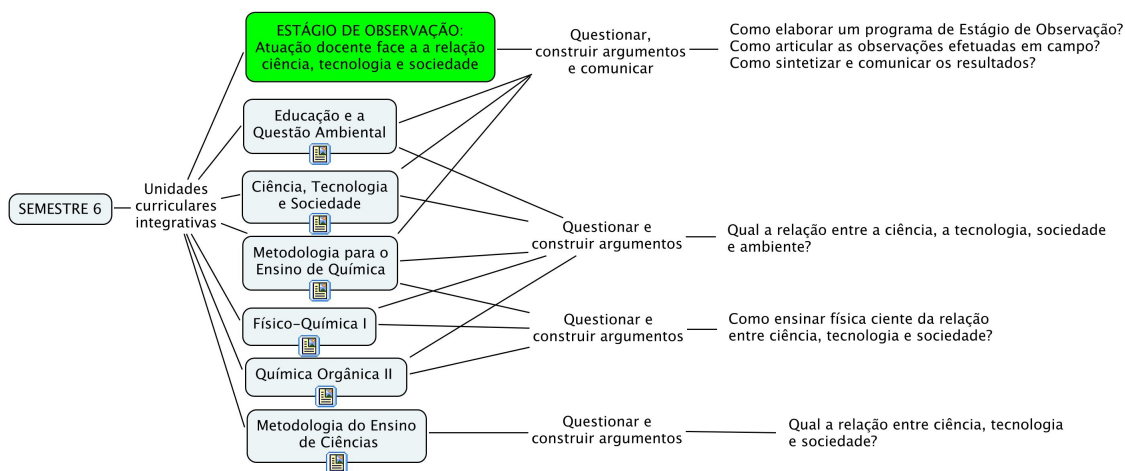 ESTÁGIO DE OBSERVAÇÃO:
Atuação docente face a a relação
ciência, tecnologia e sociedade
Questionar,
construir argumentos
e comunicar
Como elaborar um programa de Estágio de Observação?
Como articular as observações efetuadas em campo?
Como sintetizar e comunicar os resultados?
Educação e a
Questão Ambiental
SEMESTRE 6
Unidades
curriculares
integrativas
Ciência, Tecnologia
e Sociedade
Metodologia para o
Ensino de Química
Questionar e
construir argumentos
Qual a relação entre a ciência, a tecnologia, sociedade
e ambiente?
Físico-Química I
Questionar e
construir argumentos
Como ensinar física ciente da relação
entre ciência, tecnologia e sociedade?
Química Orgânica II
Metodologia do Ensino
de Ciências
Questionar e
construir argumentos
Qual a relação entre ciência, tecnologia
e sociedade?